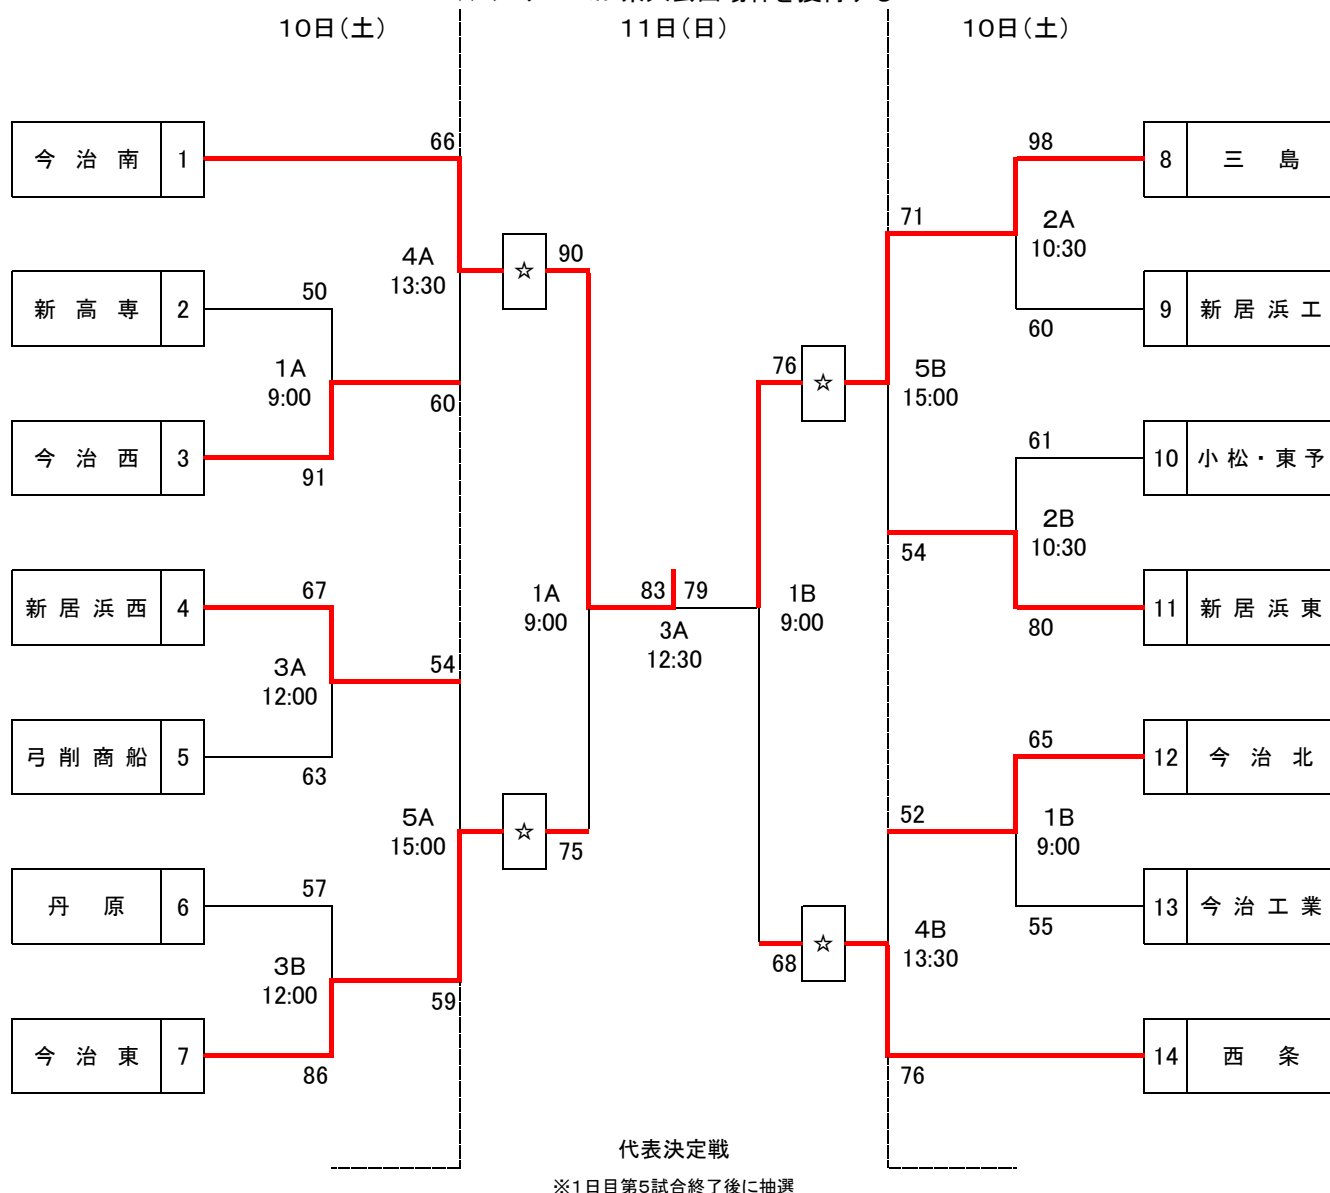 10日（土）
11日（日）
10日（土）
今治南 1
新高専 2
今治西 3
新居浜西 4
弓削商船 5
丹原 6
今治東 7
66
4A
13:30
50
1A
9:00
60
91
67
3A
12:00
54
63
5A
15:00
57
3B
12:00
59
86
☆
90
☆
75
1A
9:00
83
79
3A
12:30
1B
9:00
76
☆
68
☆
98
71
2A
10:30
60
5B
15:00
61
2B
10:30
54
80
65
52
1B
9:00
55
4B
13:30
76
8 三島
9 新居浜工
10 小松・東予
11 新居浜東
12 今治北
13 今治工業
14 西条
代表決定戦
※1日目第5試合終了後に抽選